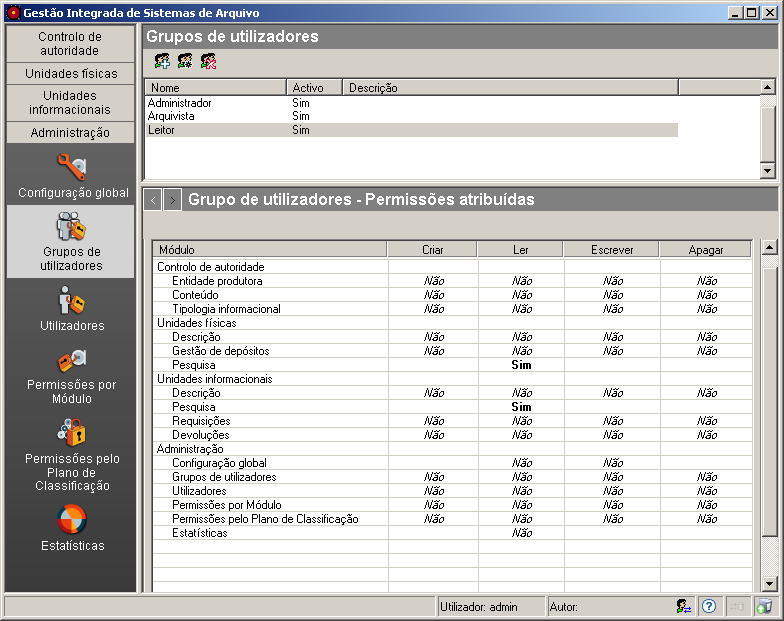 Gestão Integrada de Sistemas de Arquivo
Controlo de
autoridade
Unidades físicas
Unidades
informacionais
Administração
Configuração global
Grupos de
utilizadores
Utilizadores
Permissões por
Módulo
Permissões pelo
Plano de
Classificação
Estatísticas
Grupos de utilizadores
Nome Activo Descrição
Administrador Sim
Arquivista Sim
Leitor Sim
< > Grupo de utilizadores - Permissões atribuídas
Módulo Criar Ler Escrever Apagar
Controlo de autoridade
Entidade produtora Não Não Não Não
Conteúdo Não Não Não Não
Tipologia informacional Não Não Não Não
Unidades físicas
Descrição Não Não Não Não
Gestão de depósitos Não Não Não Não
Pesquisa Sim
Unidades informacionais
Descrição Não Não Não Não
Pesquisa Sim
Requisições Não Não Não Não
Devoluções Não Não Não Não
Administração
Configuração global Não Não
Grupos de utilizadores Não Não Não Não
Utilizadores Não Não Não Não
Permissões por Módulo Não Não Não Não
Permissões pelo Plano de Classificação Não Não Não Não
Estatísticas Não
Utilizador: admin Autor: ?